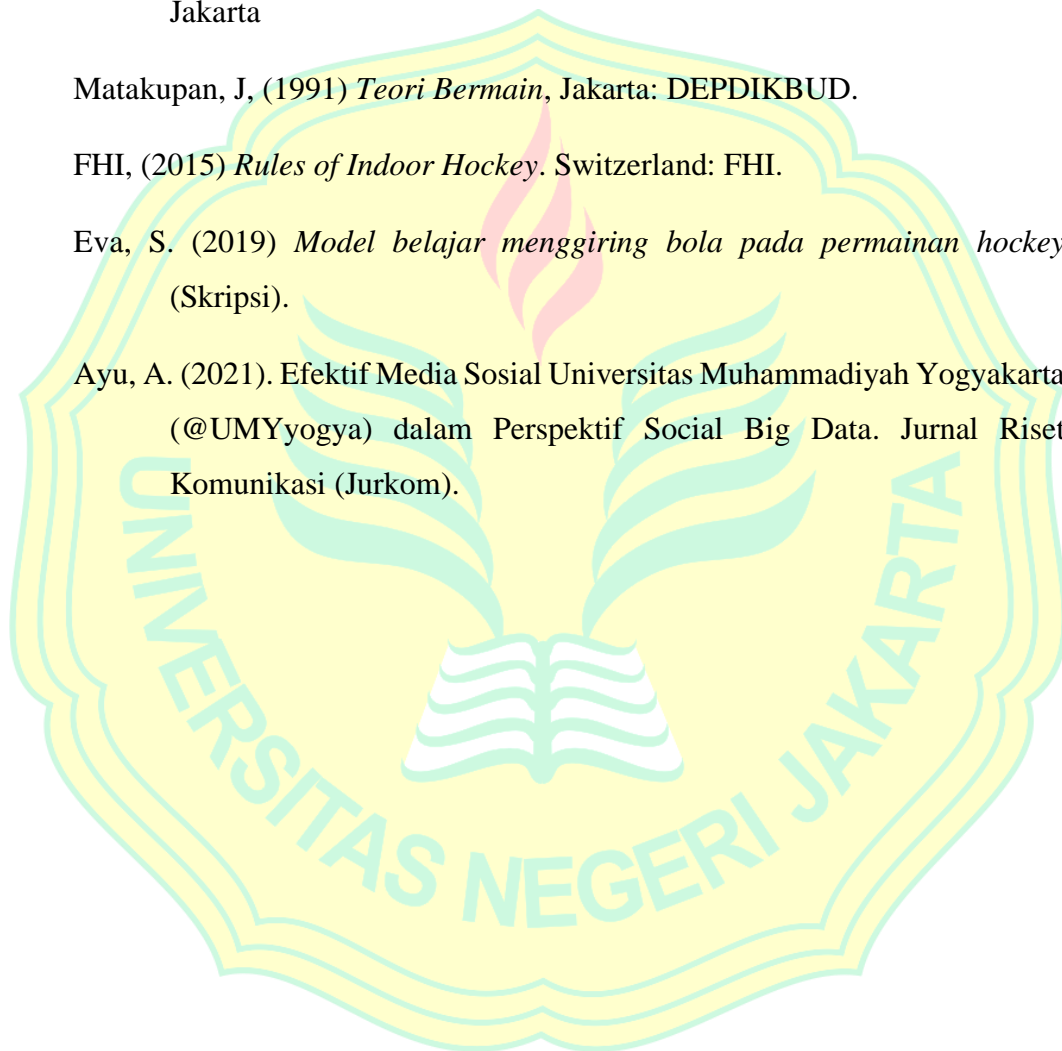 Jakarta
Matakupan, J, (1991) Teori Bermain, Jakarta: DEPDIKBUD.
FHI, (2015) Rules of Indoor Hockey. Switzerland: FHI.
Eva, S. (2019) Model belajar menggiring bola pada permainan hockey
(Skripsi).
Ayu, A. (2021). Efektif Media Sosial Universitas Muhammadiyah Yogyakarta
(@UMYyogya) dalam Perspektif Social Big Data. Jurnal Riset
Komunikasi (Jurkom).
UNIVERSITAS NEGERI JAKARTA